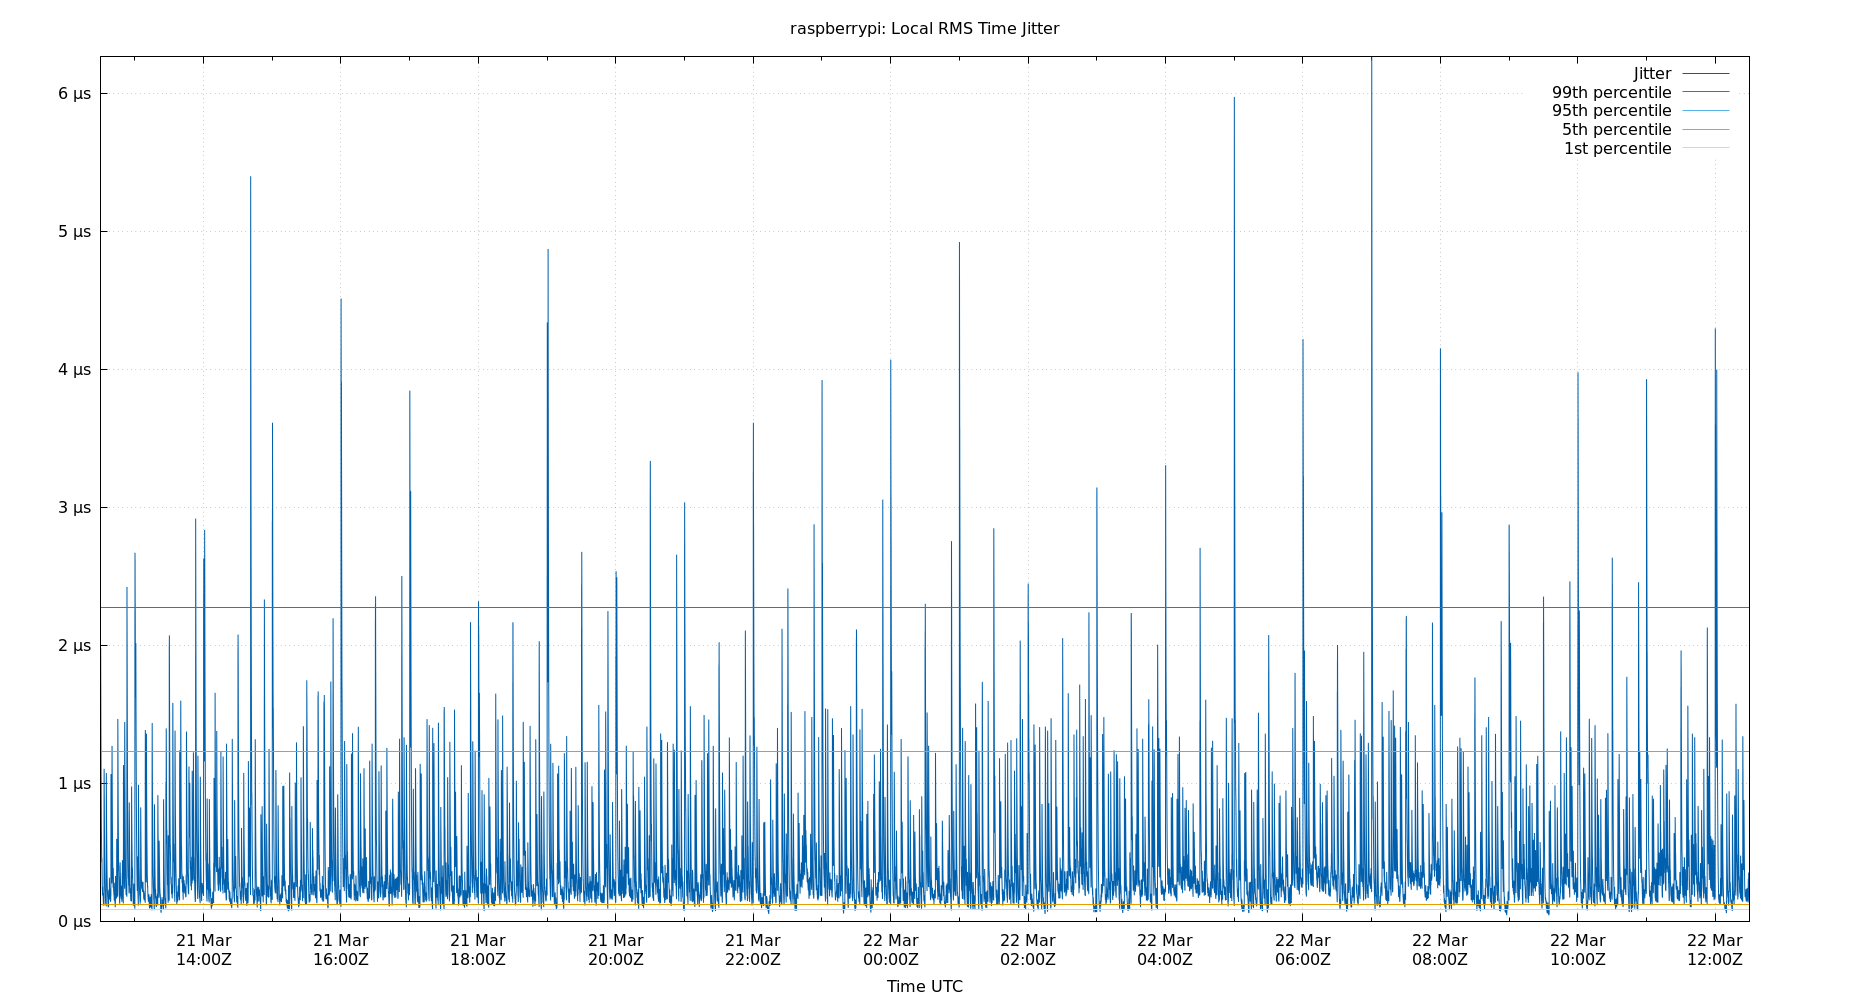 raspberrypi: Local RMS Time Jitter
Jitter
99th percentile
95th percentile
5th percentile
1st percentile
6 µs
5 µs
4 µs
3 µs
2 µs
1 µs
0 µs
21 Mar 21 Mar 21 Mar 21 Mar 21 Mar 22 Mar 22 Mar 22 Mar 22 Mar 22 Mar 22 Mar 22 Mar
14:00Z 16:00Z 18:00Z 20:00Z 22:00Z 00:00Z 02:00Z 04:00Z 06:00Z 08:00Z 10:00Z 12:00Z
Time UTC